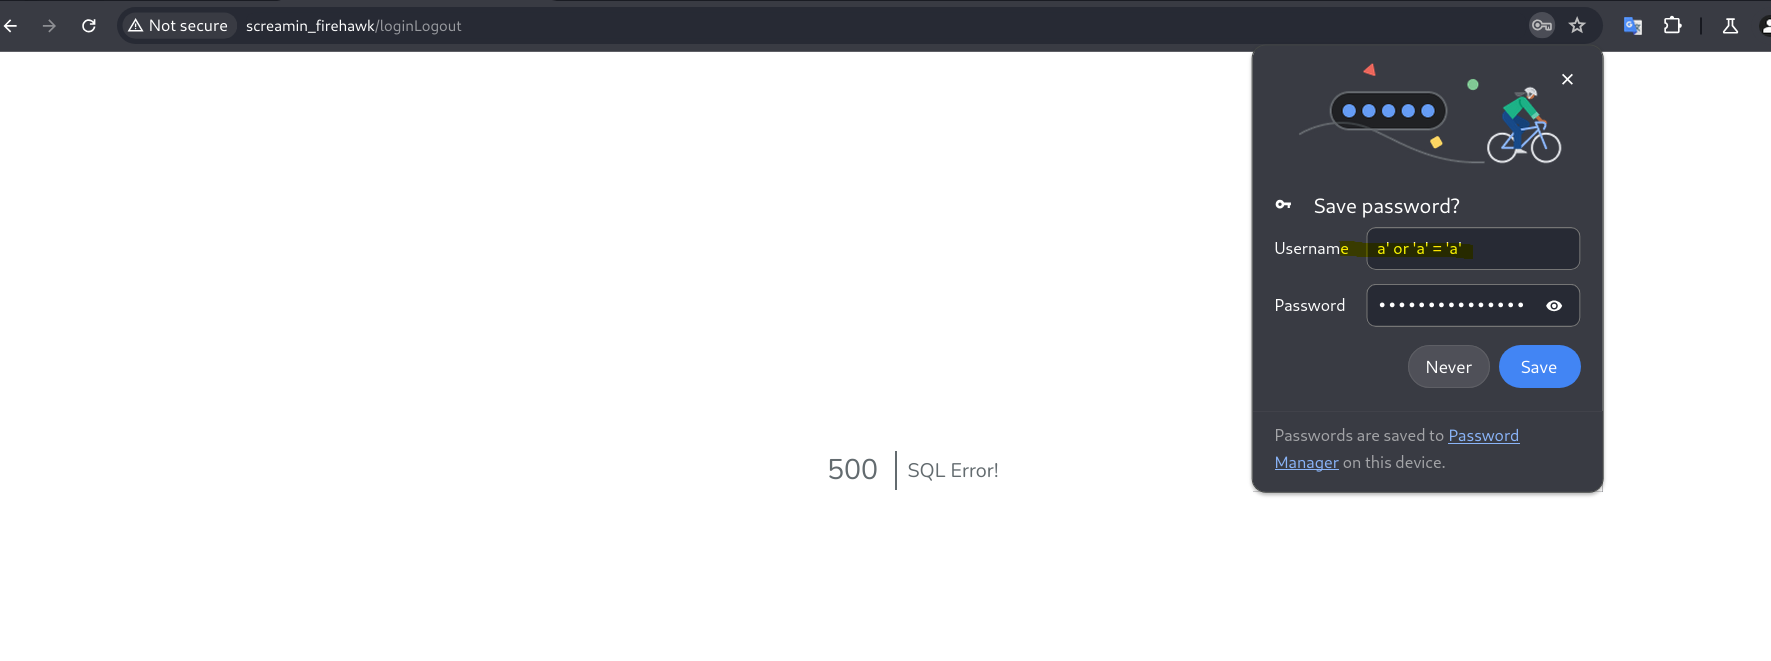 Not secure screamin_firehawk/loginLogout
Save password?
Username a' or 'a' = 'a'
Password •••••••••••••••
Never Save
Passwords are saved to Password
Manager on this device.
500 SQL Error!